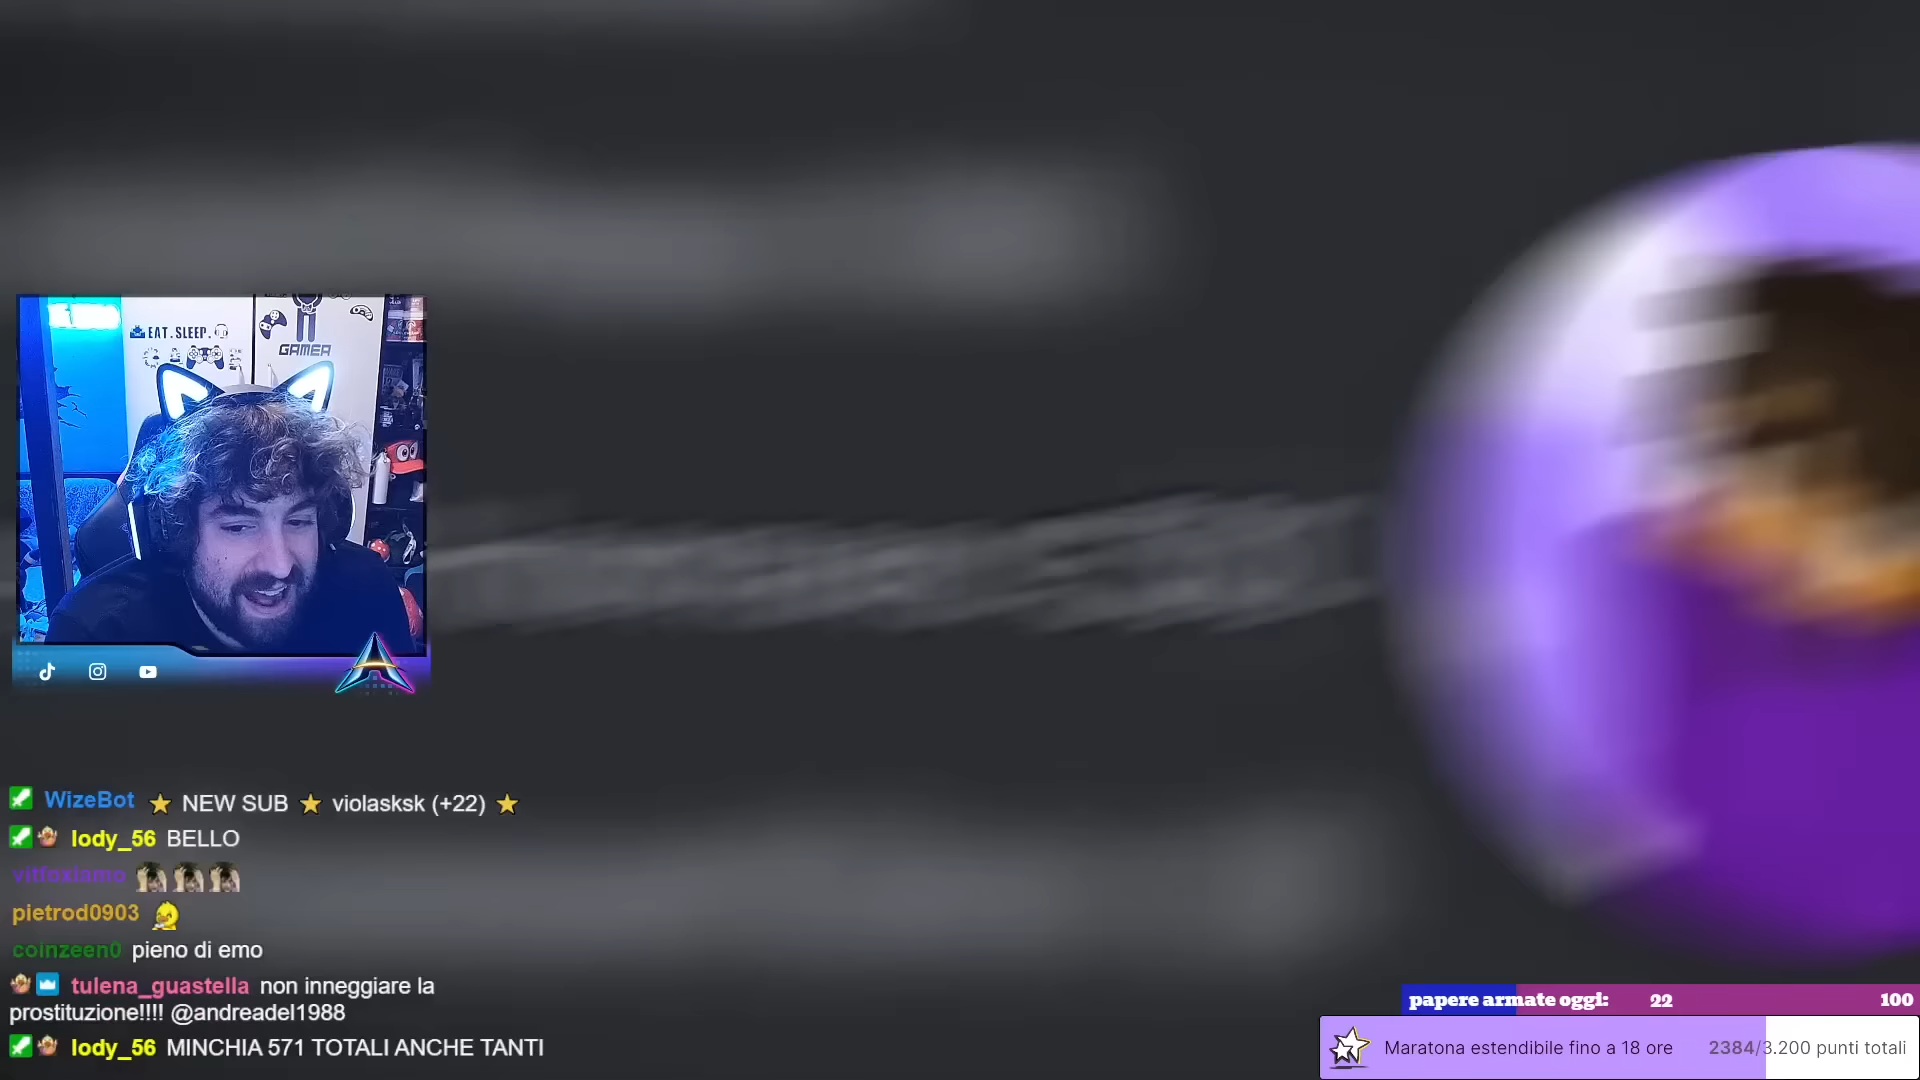 EAT.SLEEP.
GAMER
WizeBot NEW SUB violasksk (+22)
lody_56 BELLO
vitfoxiamo
pietrod0903
coinzeen0 pieno di emo
tulena_guastella non inneggiare la
prostituzione!!!! @andreadel1988
lody_56 MINCHIA 571 TOTALI ANCHE TANTI
papere armate oggi: 22 100
Maratona estendibile fino a 18 ore 2384/3.200 punti totali